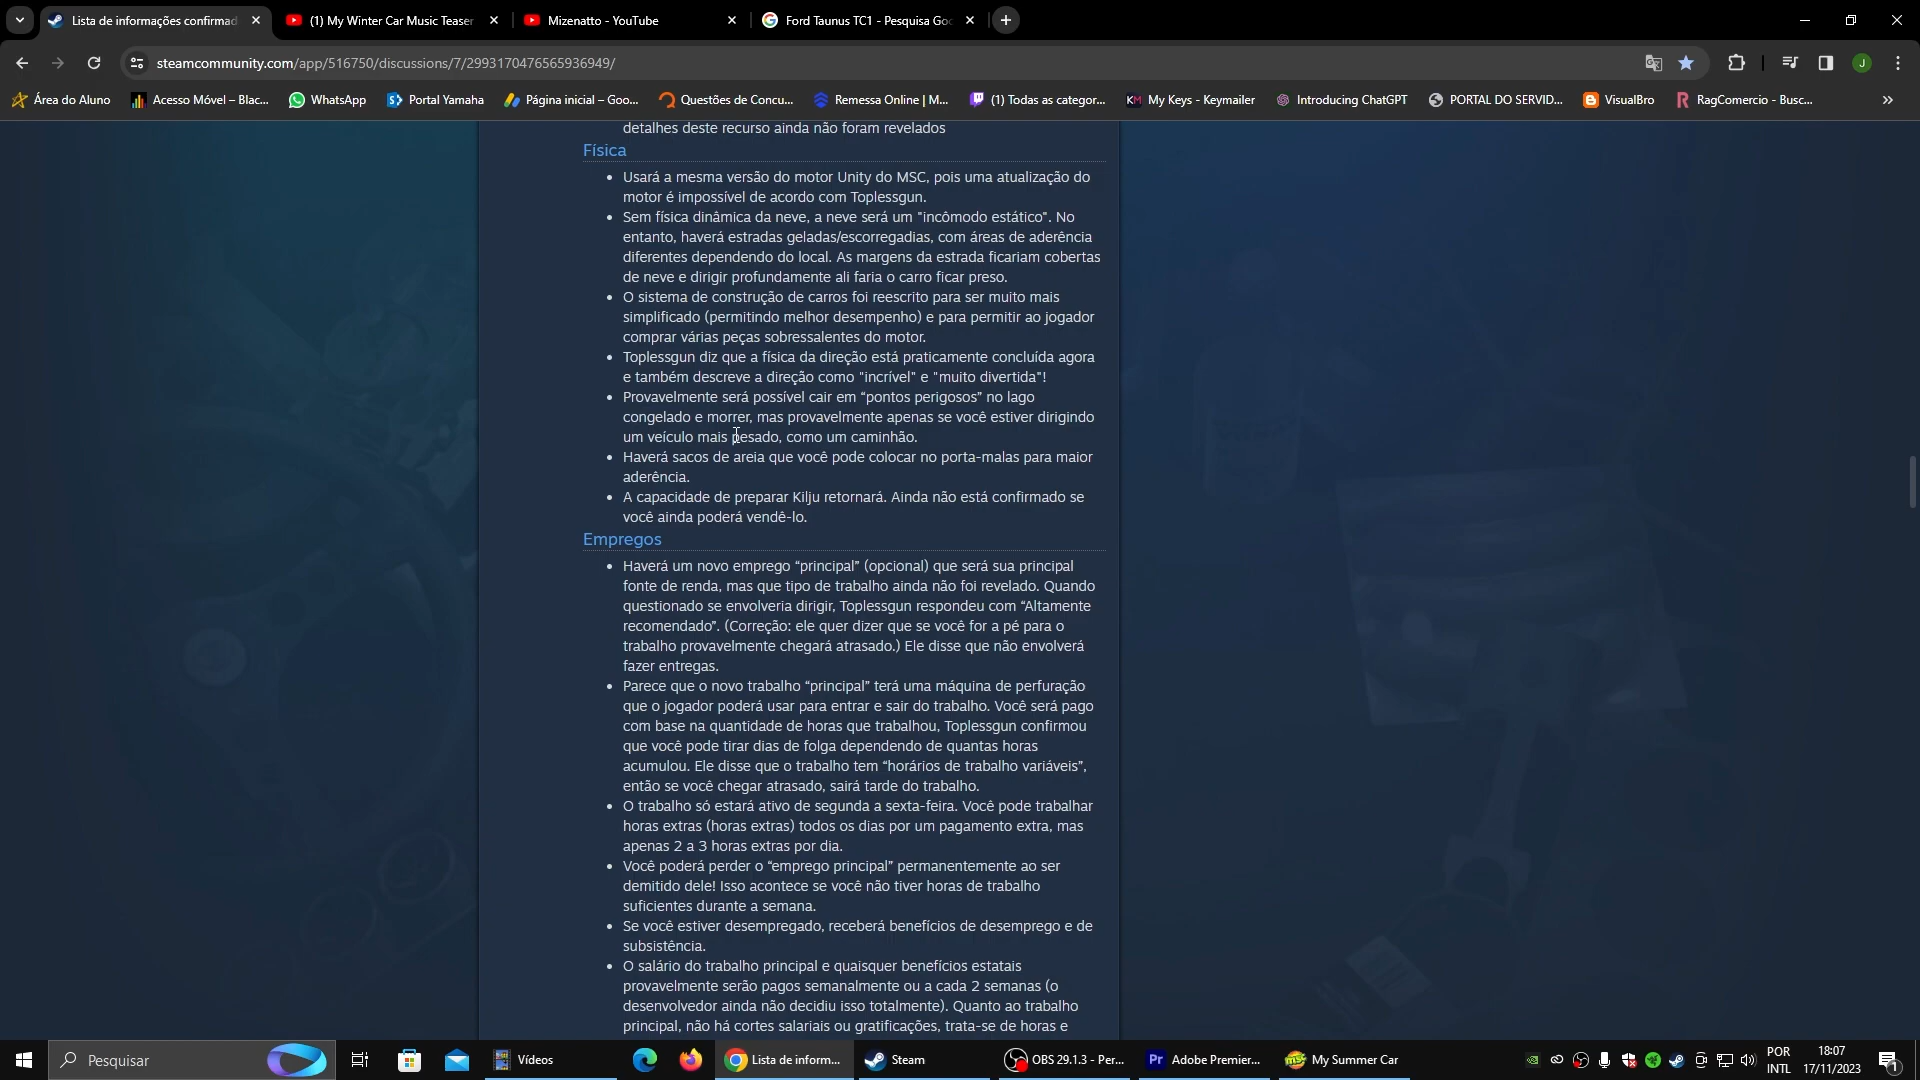 Lista de informações confirmad
(1) My Winter Car Music Teaser
Mizenatto - YouTube
Ford Taunus TC1 - Pesquisa Goo
steamcommunity.com/app/516750/discussions/7/2993170476565936949/
J
Área do Aluno
Acesso Móvel – Blac...
WhatsApp
Portal Yamaha
Página inicial – Goo...
Questões de Concu...
Remessa Online | M...
(1) Todas as categor...
KM My Keys - Keymailer
Introducing ChatGPT
PORTAL DO SERVID...
VisualBro
RagComercio - Busc...
detalhes deste recurso ainda não foram revelados
Física
Usará a mesma versão do motor Unity do MSC, pois uma atualização do
motor é impossível de acordo com Toplessgun.
Sem física dinâmica da neve, a neve será um "incômodo estático". No
entanto, haverá estradas geladas/escorregadias, com áreas de aderência
diferentes dependendo do local. As margens da estrada ficariam cobertas
de neve e dirigir profundamente ali faria o carro ficar preso.
O sistema de construção de carros foi reescrito para ser muito mais
simplificado (permitindo melhor desempenho) e para permitir ao jogador
comprar várias peças sobressalentes do motor.
Toplessgun diz que a física da direção está praticamente concluída agora
e também descreve a direção como "incrível" e "muito divertida"!
Provavelmente será possível cair em “pontos perigosos” no lago
congelado e morrer, mas provavelmente apenas se você estiver dirigindo
um veículo mais pesado, como um caminhão.
Haverá sacos de areia que você pode colocar no porta-malas para maior
aderência.
A capacidade de preparar Kilju retornará. Ainda não está confirmado se
você ainda poderá vendê-lo.
Empregos
Haverá um novo emprego “principal” (opcional) que será sua principal
fonte de renda, mas que tipo de trabalho ainda não foi revelado. Quando
questionado se envolveria dirigir, Toplessgun respondeu com “Altamente
recomendado”. (Correção: ele quer dizer que se você for a pé para o
trabalho provavelmente chegará atrasado.) Ele disse que não envolverá
fazer entregas.
Parece que o novo trabalho “principal” terá uma máquina de perfuração
que o jogador poderá usar para entrar e sair do trabalho. Você será pago
com base na quantidade de horas que trabalhou, Toplessgun confirmou
que você pode tirar dias de folga dependendo de quantas horas
acumulou. Ele disse que o trabalho tem “horários de trabalho variáveis”,
então se você chegar atrasado, sairá tarde do trabalho.
O trabalho só estará ativo de segunda a sexta-feira. Você pode trabalhar
horas extras (horas extras) todos os dias por um pagamento extra, mas
apenas 2 a 3 horas extras por dia.
Você poderá perder o “emprego principal” permanentemente ao ser
demitido dele! Isso acontece se você não tiver horas de trabalho
suficientes durante a semana.
Se você estiver desempregado, receberá benefícios de desemprego e de
subsistência.
O salário do trabalho principal e quaisquer benefícios estatais
provavelmente serão pagos semanalmente ou a cada 2 semanas (o
desenvolvedor ainda não decidiu isso totalmente). Quanto ao trabalho
principal, não há cortes salariais ou gratificações, trata-se de horas e
Pesquisar
Vídeos
Lista de inform...
Steam
OBS 29.1.3 - Per...
Pr Adobe Premier...
My Summer Car
POR
INTL
18:07
17/11/2023
1